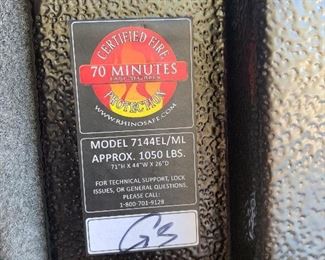 CERTIFIED FIRE
70 MINUTES
PROTECTION
WWW.RHINOSAFE.COM
MODEL 7144EL/ML
APPROX. 1050 LBS.
71"H X 44"W X 26"D
FOR TECHNICAL SUPPORT, LOCK
ISSUES, OR GENERAL QUESTIONS,
PLEASE CALL:
1-800-701-9128